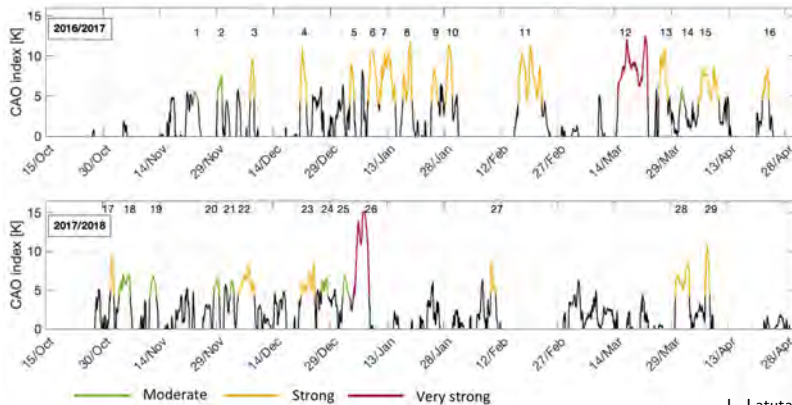 2016/2017
1 2 3 4 5 6 7 8 9 10 11 12 13 14 15 16
CAO index [K]
15
10
5
0
15/Oct 30/Oct 14/Nov 29/Nov 14/Dec 29/Dec 13/Jan 28/Jan 12/Feb 27/Feb 14/Mar 29/Mar 13/Apr 28/Apr
17 18 19 20 21 22 23 24 25 26 27 28 29
2017/2018
CAO index [K]
15
10
5
0
15/Oct 30/Oct 14/Nov 29/Nov 14/Dec 29/Dec 13/Jan 28/Jan 12/Feb 27/Feb 14/Mar 29/Mar 13/Apr 28/Apr
Moderate Strong Very strong